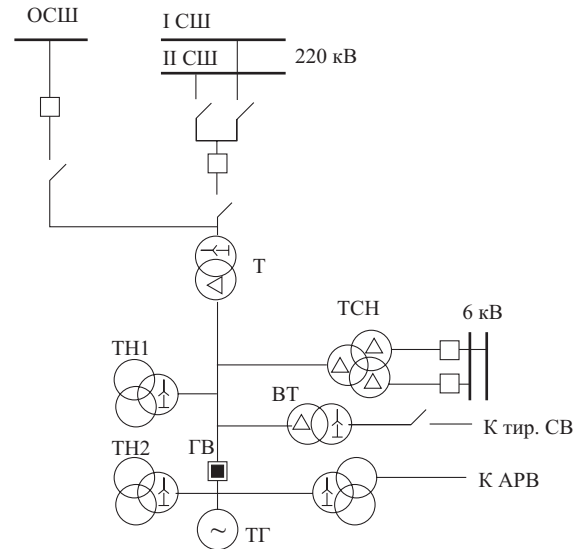 ОСШ
I СШ
II СШ
220 кВ
Т
ТСН
6 кВ
ТН1
ВТ
К тир. СВ
ТН2
ГВ
К АРВ
~
ТГ